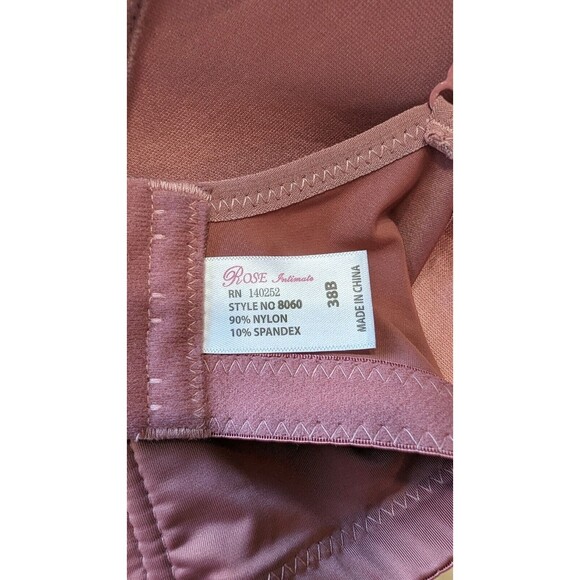 ROSE Intimate
RN 140252
STYLE NO 8060
90% NYLON
10% SPANDEX
38B
MADE IN CHINA